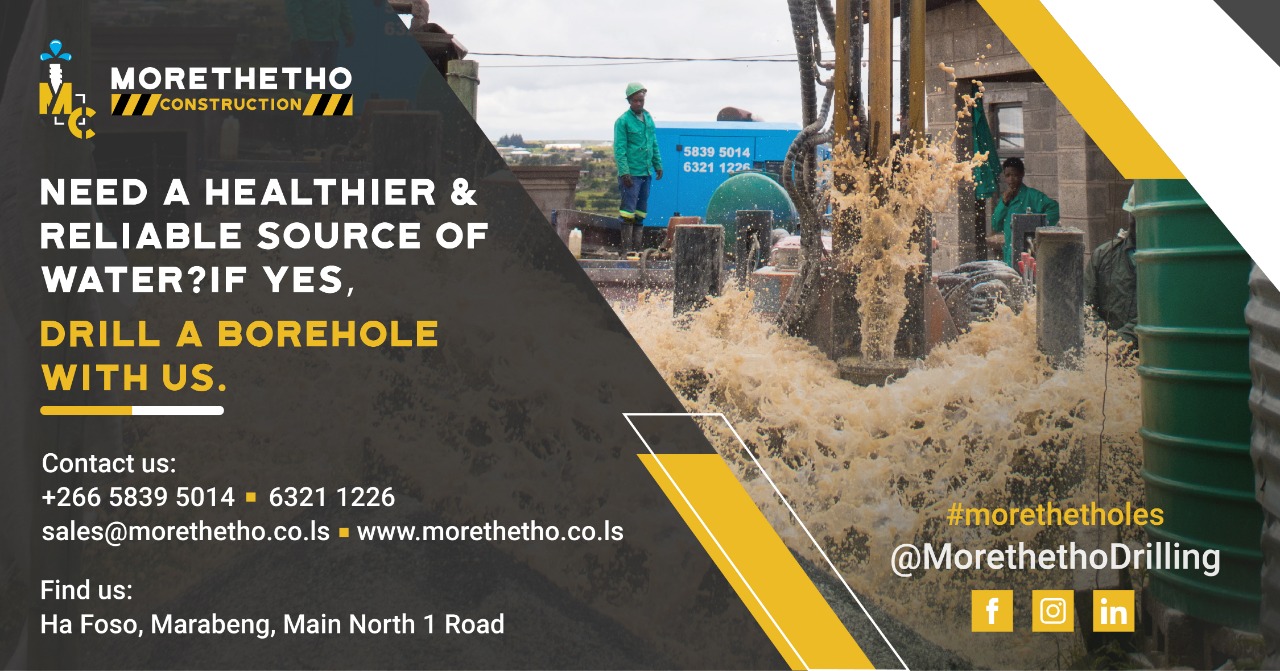 MC
MORETHETHO
CONSTRUCTION
NEED A HEALTHIER &
RELIABLE SOURCE OF
WATER?IF YES,
DRILL A BOREHOLE
WITH US.
Contact us:
+266 5839 5014 ▪ 6321 1226
sales@morethetho.co.ls ▪ www.morethetho.co.ls
Find us:
Ha Foso, Marabeng, Main North 1 Road
5839 5014
6321 1226
#morethetholes
@MorethethoDrilling
f in